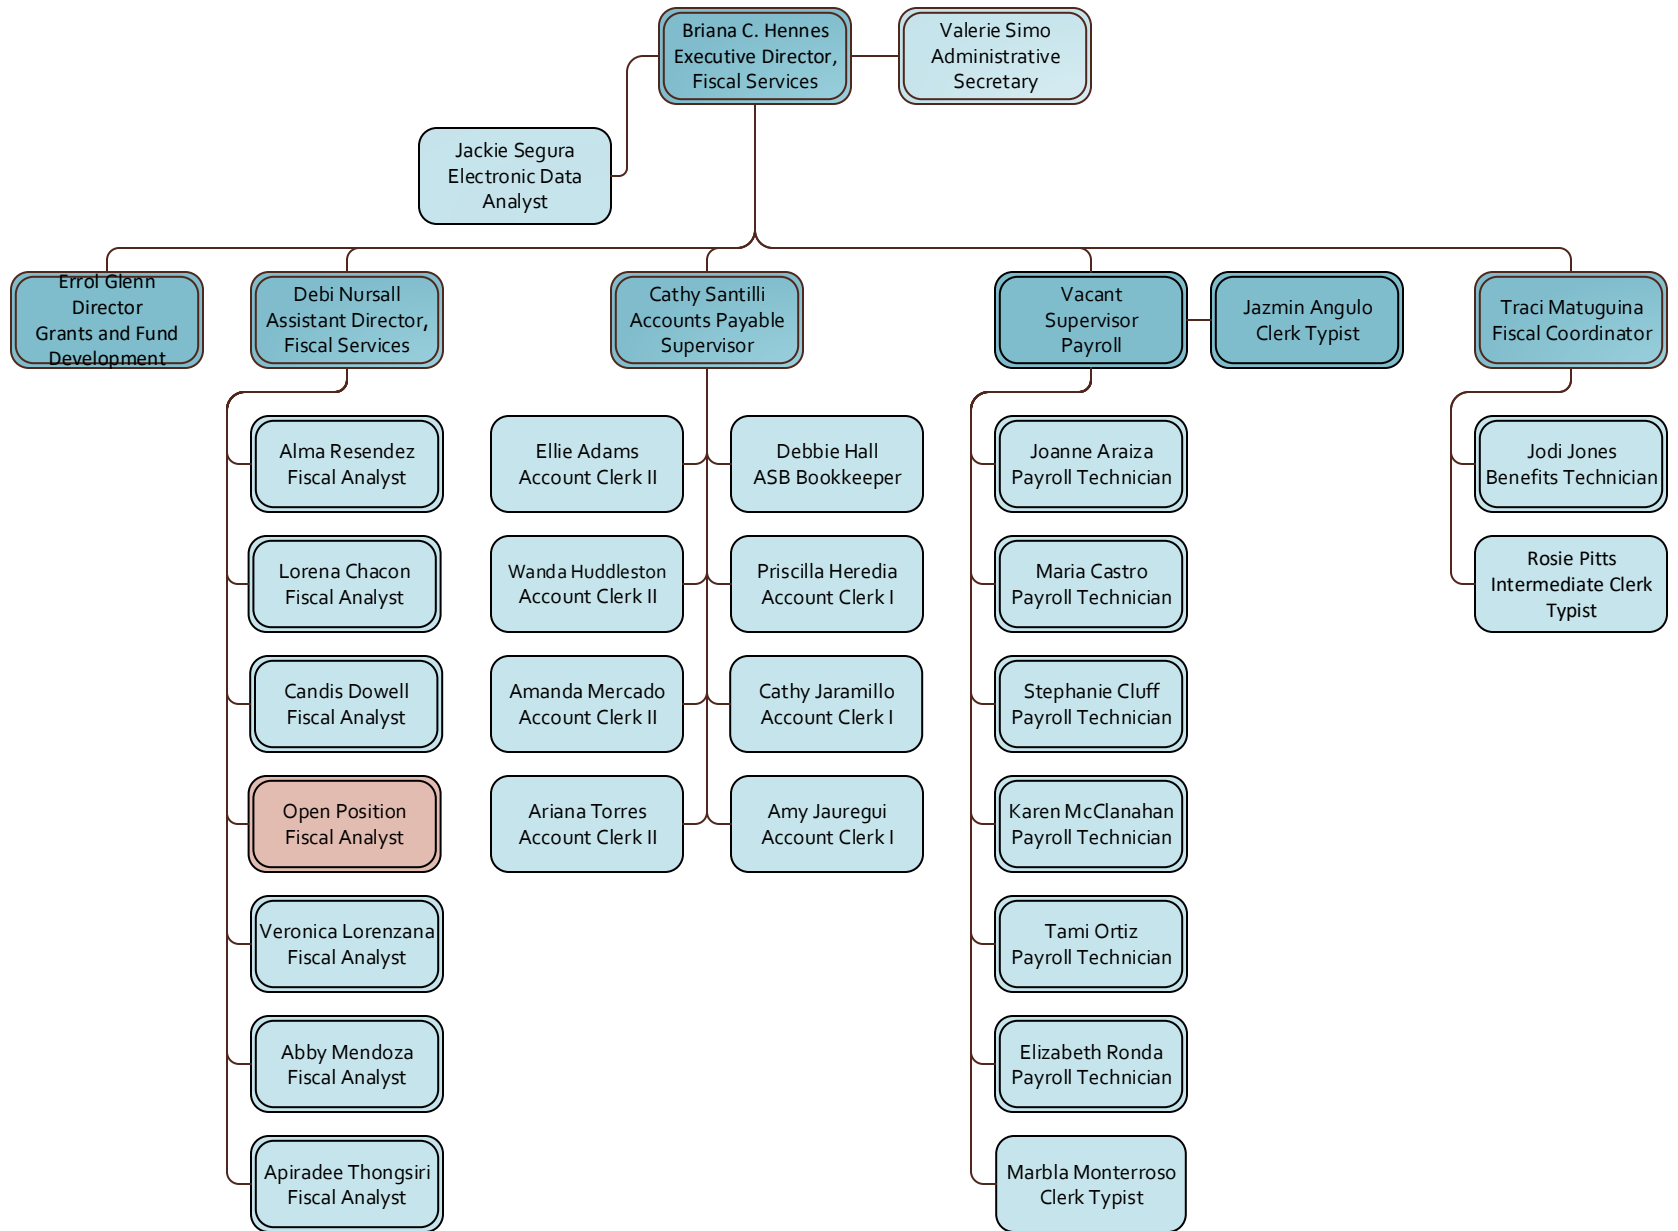 Briana C. Hennes
Executive Director,
Fiscal Services
Valerie Simo
Administrative
Secretary
Jackie Segura
Electronic Data
Analyst
Errol Glenn
Director
Grants and Fund
Development
Debi Nursall
Assistant Director,
Fiscal Services
Cathy Santilli
Accounts Payable
Supervisor
Vacant
Supervisor
Payroll
Jazmin Angulo
Clerk Typist
Traci Matuguina
Fiscal Coordinator
Alma Resendez
Fiscal Analyst
Lorena Chacon
Fiscal Analyst
Candis Dowell
Fiscal Analyst
Open Position
Fiscal Analyst
Veronica Lorenzana
Fiscal Analyst
Abby Mendoza
Fiscal Analyst
Apiradee Thongsiri
Fiscal Analyst
Ellie Adams
Account Clerk II
Wanda Huddleston
Account Clerk II
Amanda Mercado
Account Clerk II
Ariana Torres
Account Clerk II
Debbie Hall
ASB Bookkeeper
Priscilla Heredia
Account Clerk I
Cathy Jaramillo
Account Clerk I
Amy Jauregui
Account Clerk I
Joanne Araiza
Payroll Technician
Maria Castro
Payroll Technician
Stephanie Cluff
Payroll Technician
Karen McClanahan
Payroll Technician
Tami Ortiz
Payroll Technician
Elizabeth Ronda
Payroll Technician
Marbla Monterroso
Clerk Typist
Jodi Jones
Benefits Technician
Rosie Pitts
Intermediate Clerk
Typist